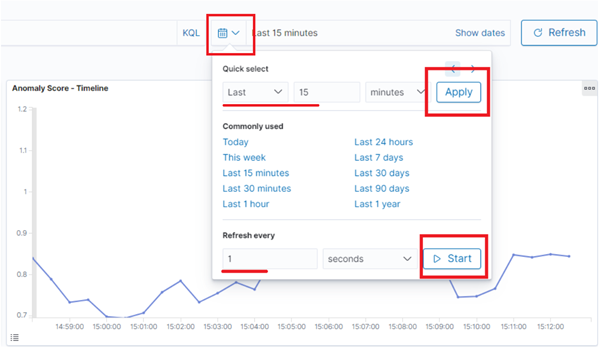 KQL Last 15 minutes Show dates Refresh
Quick select
Last 15 minutes Apply
Anomaly Score - Timeline
Commonly used
Today Last 24 hours
This week Last 7 days
Last 15 minutes Last 30 days
Last 30 minutes Last 90 days
Last 1 hour Last 1 year
Refresh every
1 seconds Start
1.2
1.1
1
0.9
0.8
0.7
14:59:00 15:00:00 15:01:00 15:02:00 15:03:00 15:04:00 15:05:00 15:06:00 15:07:00 15:08:00 15:09:00 15:10:00 15:11:00 15:12:00